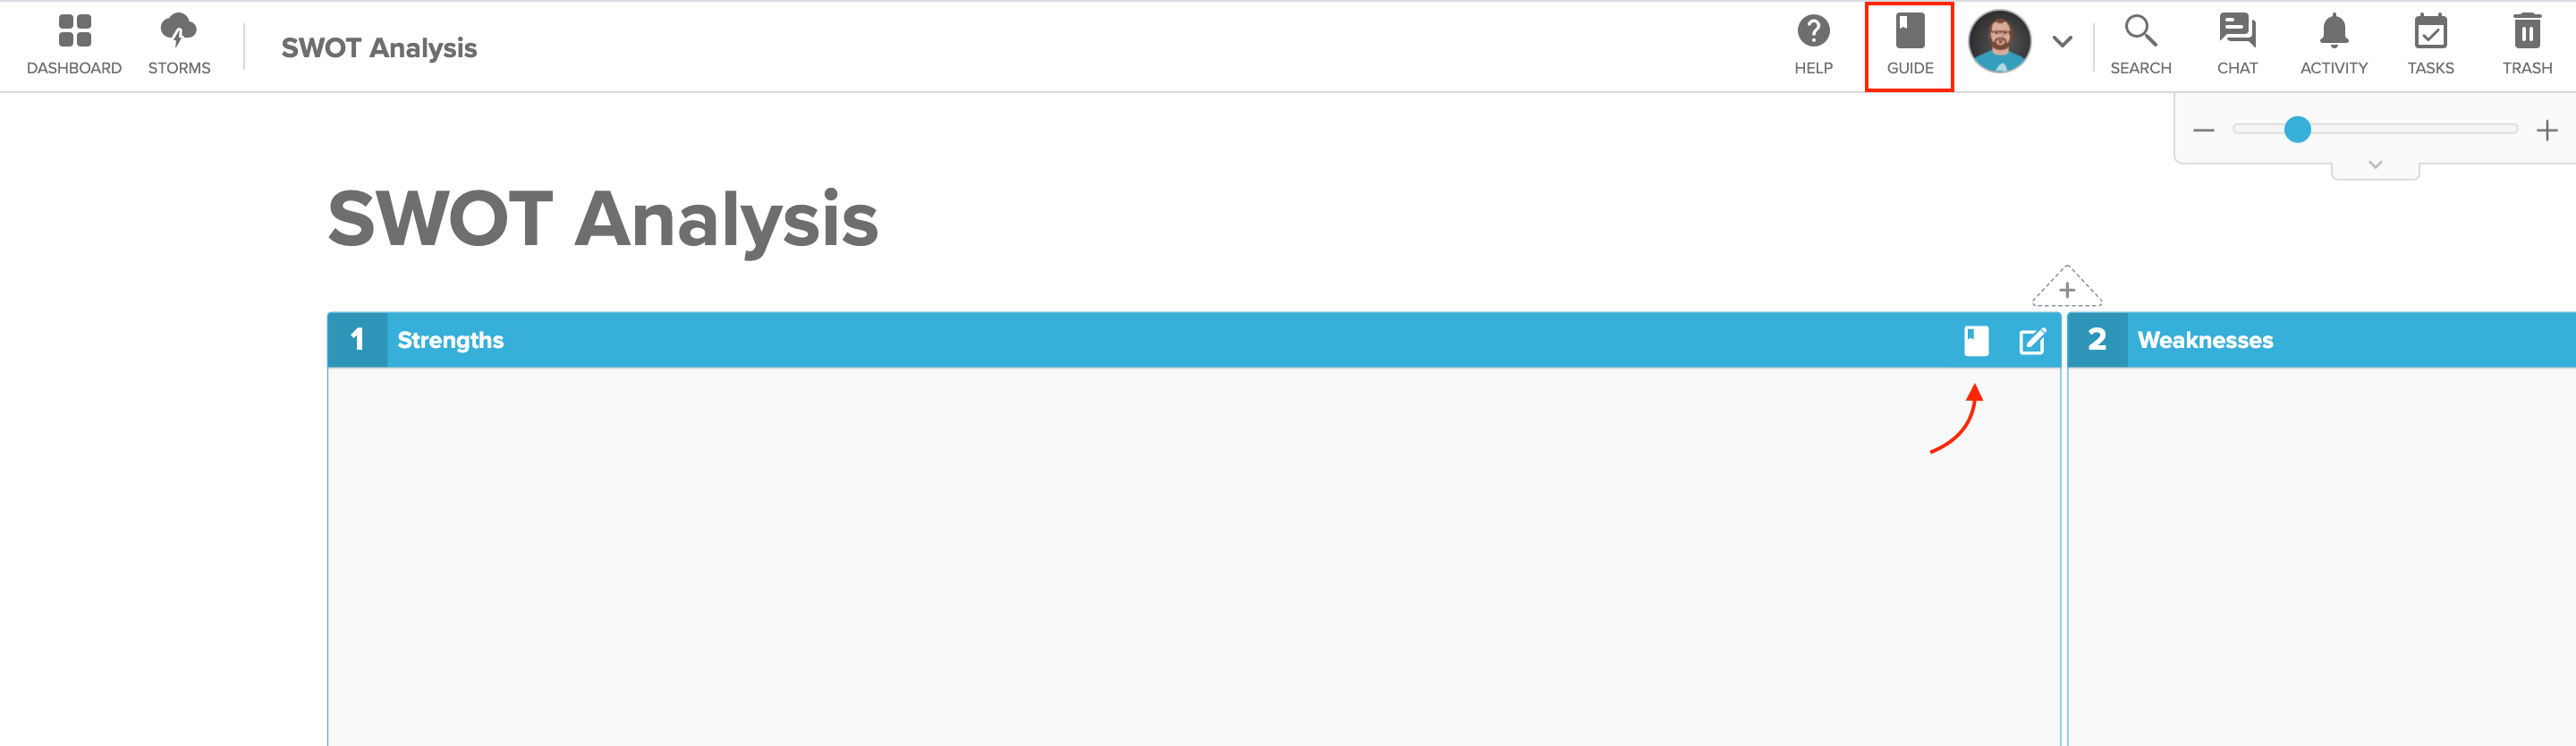 DASHBOARD STORMS SWOT Analysis HELP GUIDE SEARCH CHAT ACTIVITY TASKS TRASH
SWOT Analysis
1 Strengths 2 Weaknesses